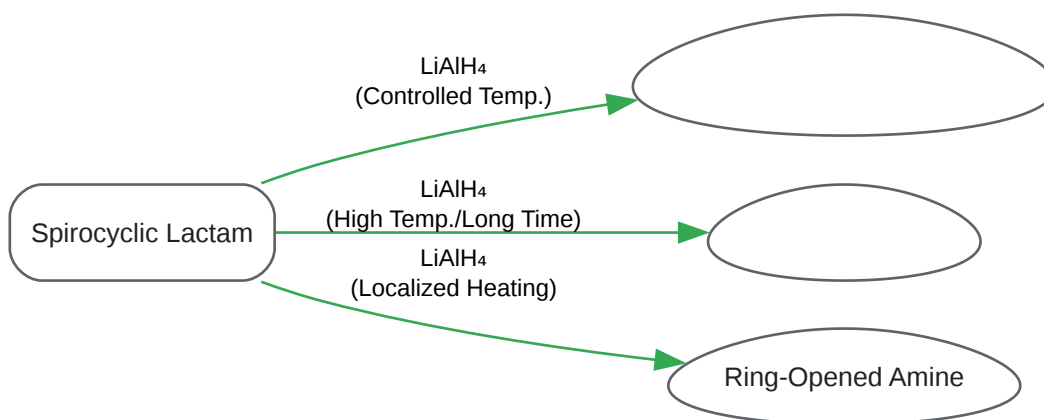 LiAlH₄
(Controlled Temp.)
LiAlH₄
(High Temp./Long Time)
Spirocyclic Lactam
LiAlH₄
(Localized Heating)
Ring-Opened Amine